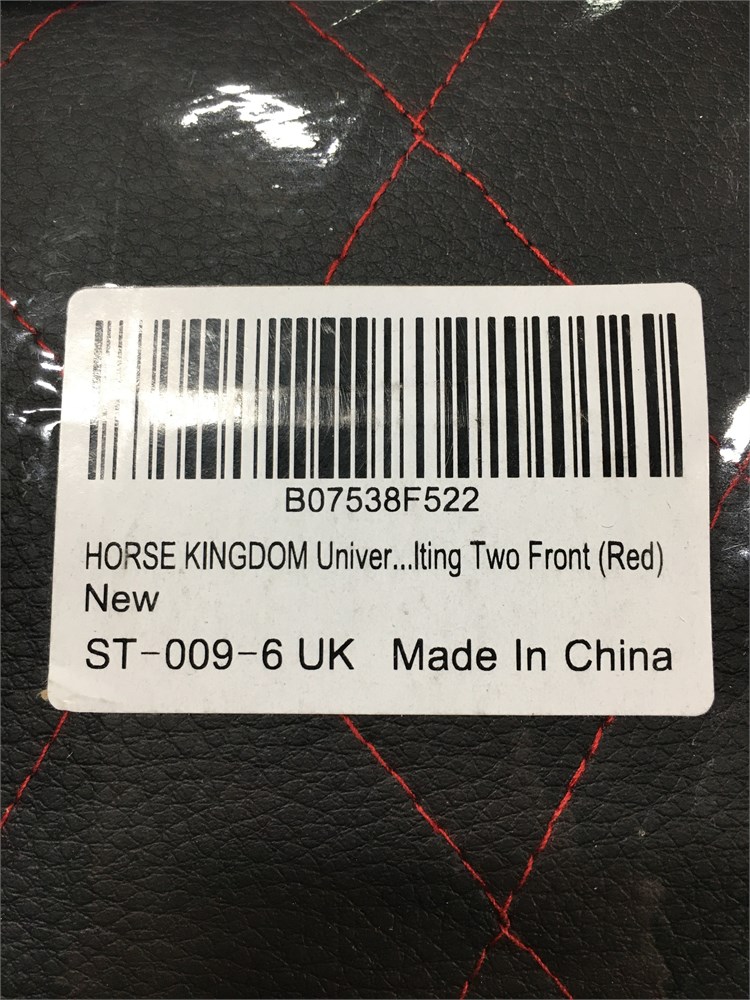 B07538F522
HORSE KINGDOM Univer...lting Two Front (Red)
New
ST-009-6 UK Made In China